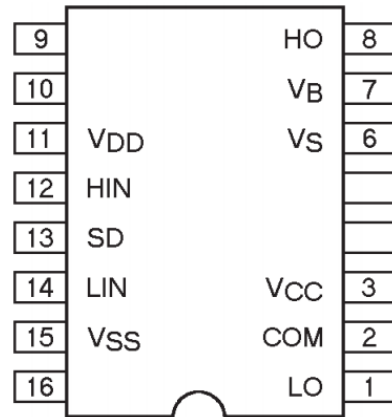 9 HO 8
10 VB 7
11 VDD VS 6
12 HIN
13 SD
14 LIN VCC 3
15 VSS COM 2
16 LO 1